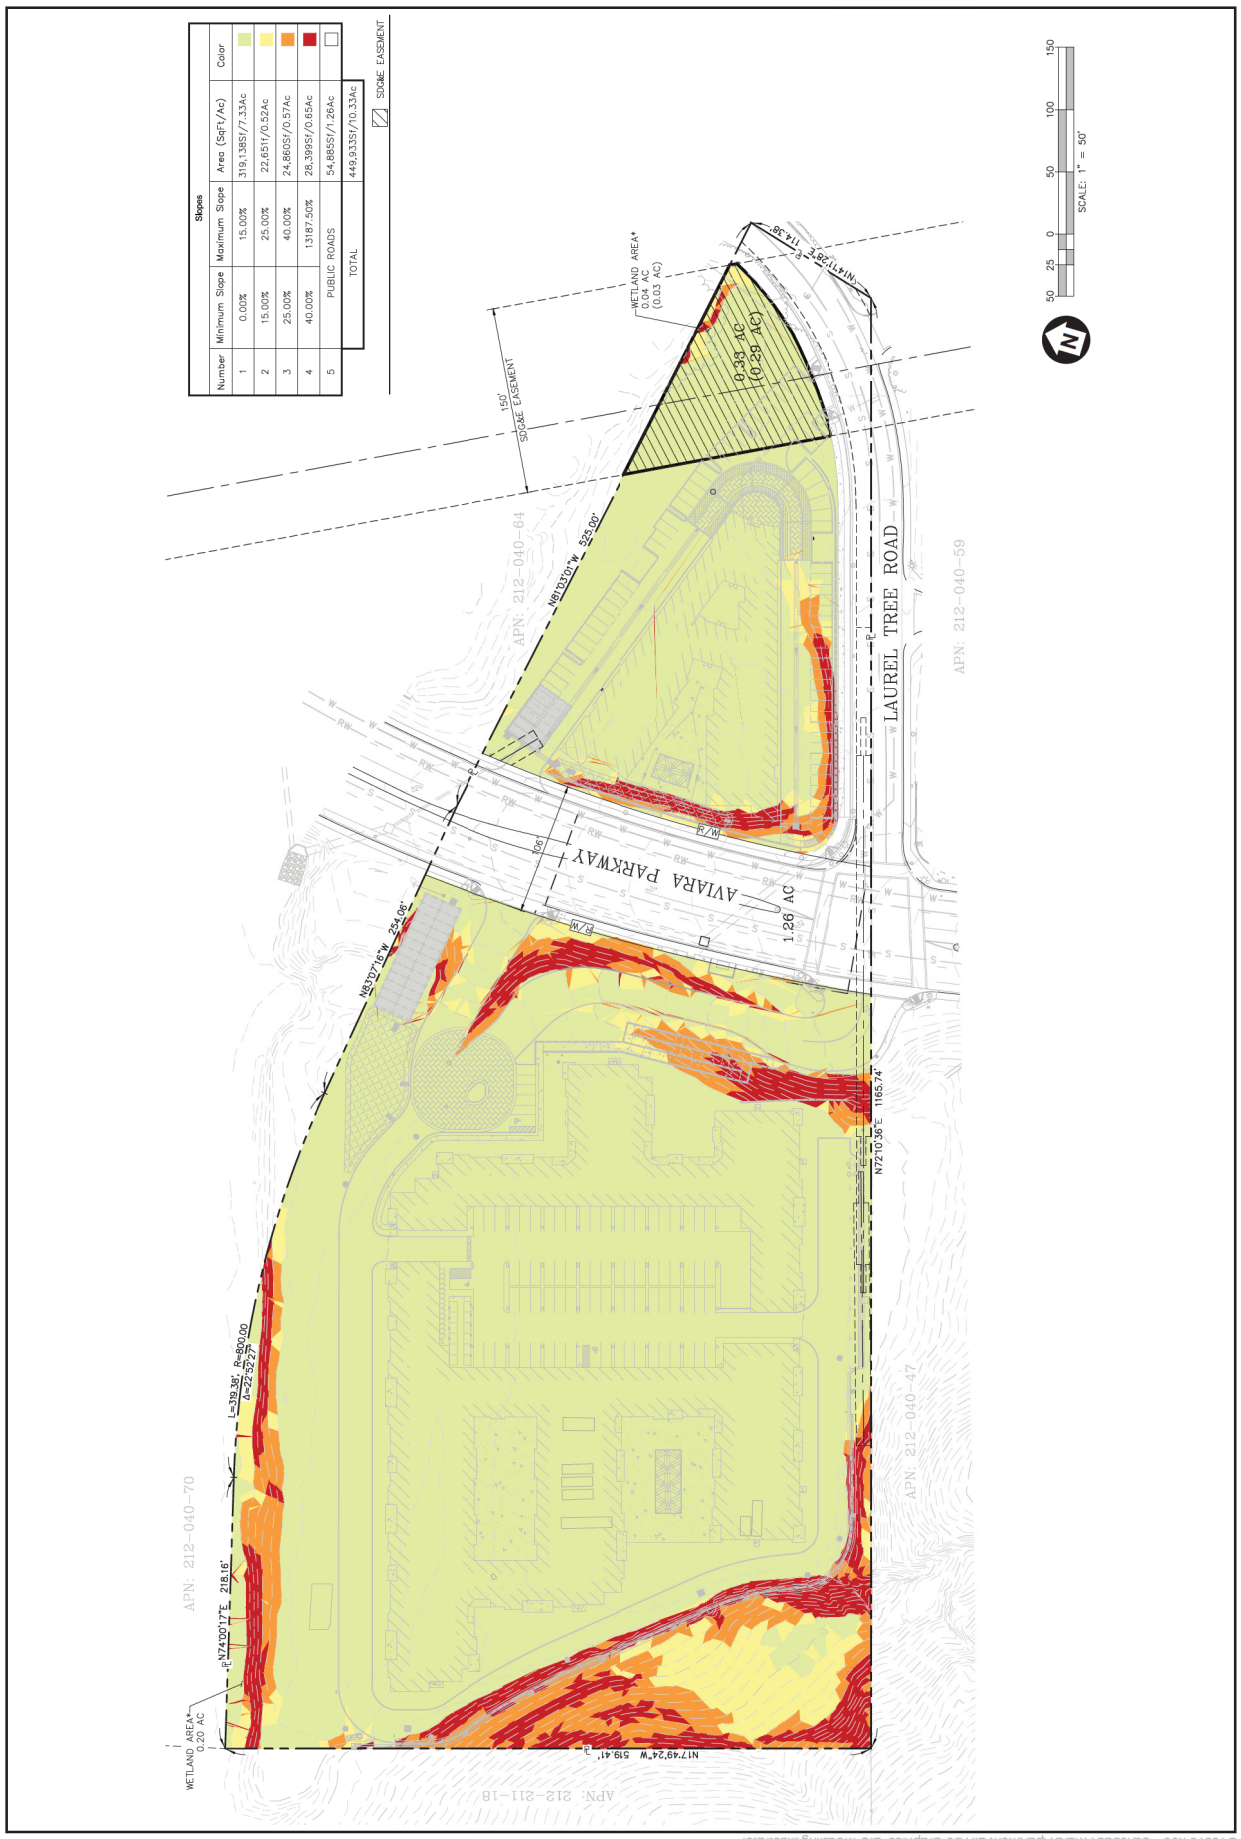 Slopes
Number Minimum Slope Maximum Slope Area (SqFt/Ac) Color
1 0.00% 15.00% 319,138Sf/7.33Ac
2 15.00% 25.00% 22,651f/0.52Ac
3 25.00% 40.00% 24,860Sf/0.57Ac
4 40.00% 13187.50% 28,399Sf/0.65Ac
5 PUBLIC ROADS 54,885Sf/1.26Ac
TOTAL 449,933Sf/10.33Ac
SDG&E EASEMENT
50 25 0 50 100 150
SCALE: 1" = 50'
N
WETLAND AREA*
0.04 AC
(0.03 AC)
N14°11'28"E 114.38'
0.33 AC
(0.29 AC)
150'
SDG&E EASEMENT
N81°03'01"W 525.00'
APN: 212-040-64
LAUREL TREE ROAD
APN: 212-040-59
AVIARA PARKWAY
106'
R/W
R/W
1.26 AC
N83°07'16"W 254.06'
N72°10'36"E 1165.74'
L=319.38' R=800.00
Δ=22°52'27"
APN: 212-040-70
APN: 212-040-47
N74°00'17"E 218.16'
WETLAND AREA*
0.20 AC
N17°49'24"W 519.41'
APN: 212-211-18